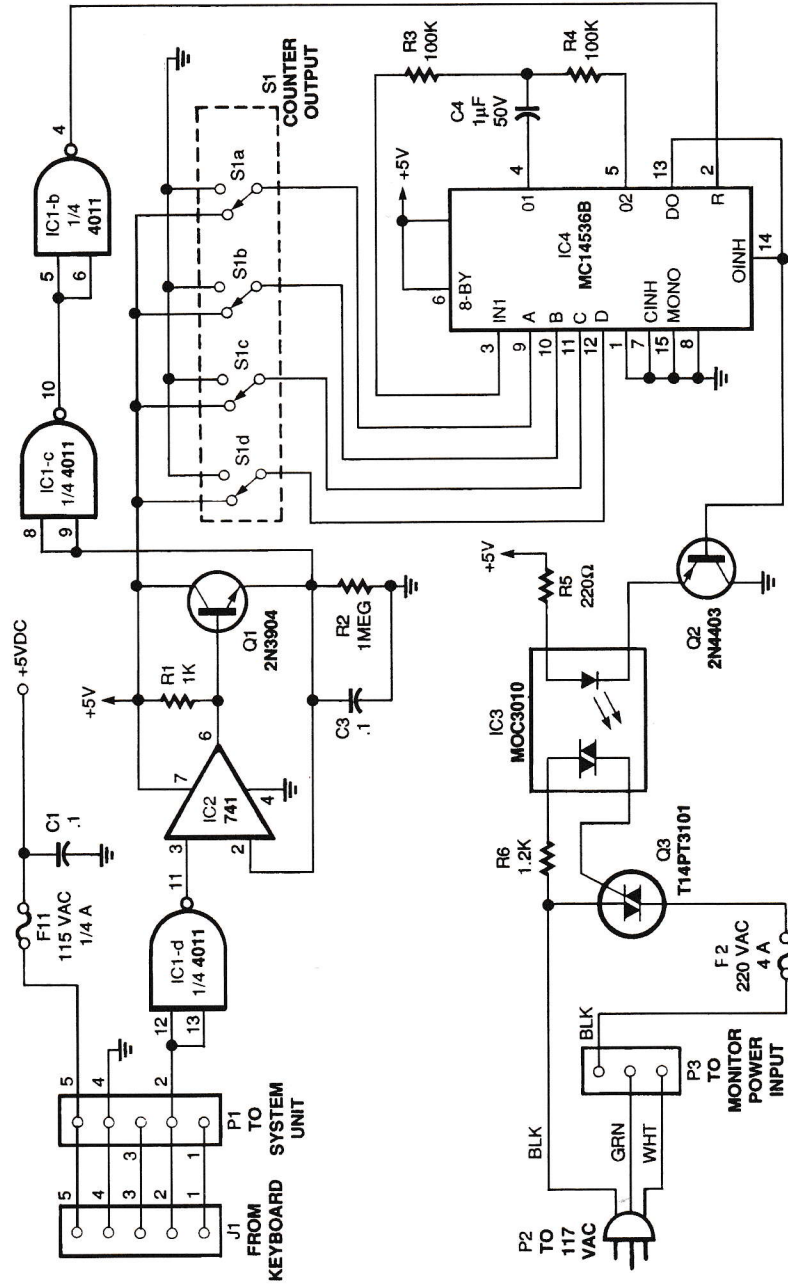 5
4
3
2
1
J1
FROM
KEYBOARD
5
4
3
2
1
P1
TO
SYSTEM
UNIT
F11
115 VAC
1/4 A
C1
.1
+5VDC
12
13
IC1-d
1/4 4011
11
3
2
IC2
741
7
4
6
+5V
R1
1K
Q1
2N3904
C3
.1
R2
1MEG
8
9
IC1-c
1/4 4011
10
5
6
IC1-b
1/4
4011
4
S1d
S1c
S1b
S1a
S1
COUNTER
OUTPUT
R3
100K
R4
100K
C4
1µF
50V
+5V
6
8-BY
3
IN1
9
A
10
B
11
C
12
D
1
7
CINH
15
MONO
8
IC4
MC14536B
4
01
5
02
13
DO
2
R
OINH
14
P2
TO
117
VAC
BLK
GRN
WHT
BLK
P3
TO
MONITOR
POWER
INPUT
F2
220 VAC
4 A
R6
1.2K
Q3
T14PT3101
IC3
MOC3010
+5V
R5
220Ω
Q2
2N4403